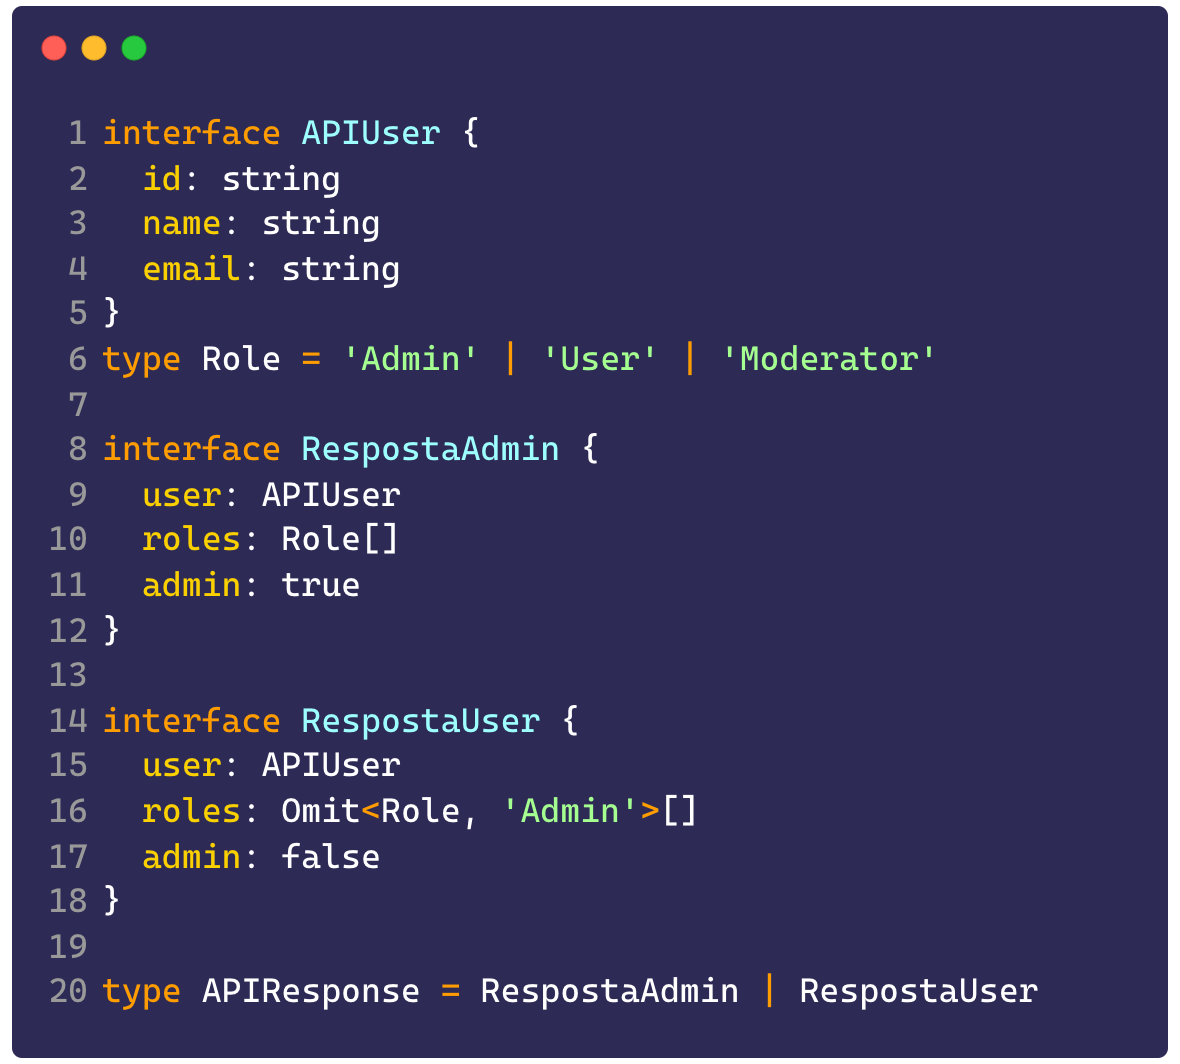 1 interface APIUser {
2   id: string
3   name: string
4   email: string
5 }
6 type Role = 'Admin' | 'User' | 'Moderator'
7
8 interface RespostaAdmin {
9   user: APIUser
10   roles: Role[]
11   admin: true
12 }
13
14 interface RespostaUser {
15   user: APIUser
16   roles: Omit<Role, 'Admin'>[]
17   admin: false
18 }
19
20 type APIResponse = RespostaAdmin | RespostaUser